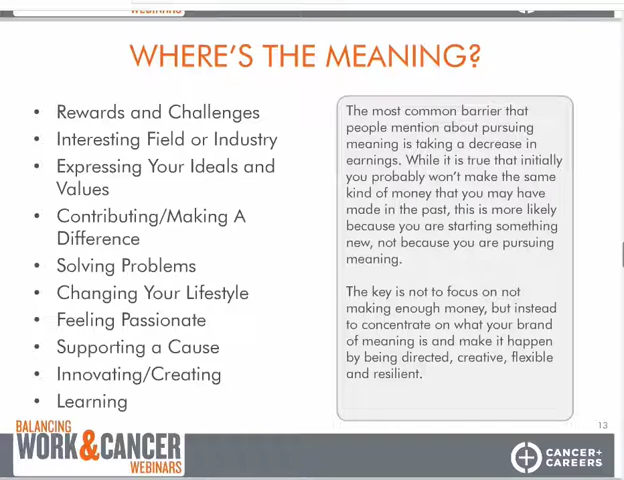 WEBINARS
WHERE'S THE MEANING?
• Rewards and Challenges
• Interesting Field or Industry
• Expressing Your Ideals and
Values
• Contributing/Making A
Difference
• Solving Problems
• Changing Your Lifestyle
• Feeling Passionate
• Supporting a Cause
• Innovating/Creating
• Learning
The most common barrier that
people mention about pursuing
meaning is taking a decrease in
earnings. While it is true that initially
you probably won't make the same
kind of money that you may have
made in the past, this is more likely
because you are starting something
new, not because you are pursuing
meaning.
The key is not to focus on not
making enough money, but instead
to concentrate on what your brand
of meaning is and make it happen
by being directed, creative, flexible
and resilient.
13
BALANCING
WORK&CANCER
WEBINARS
CANCER+
CAREERS